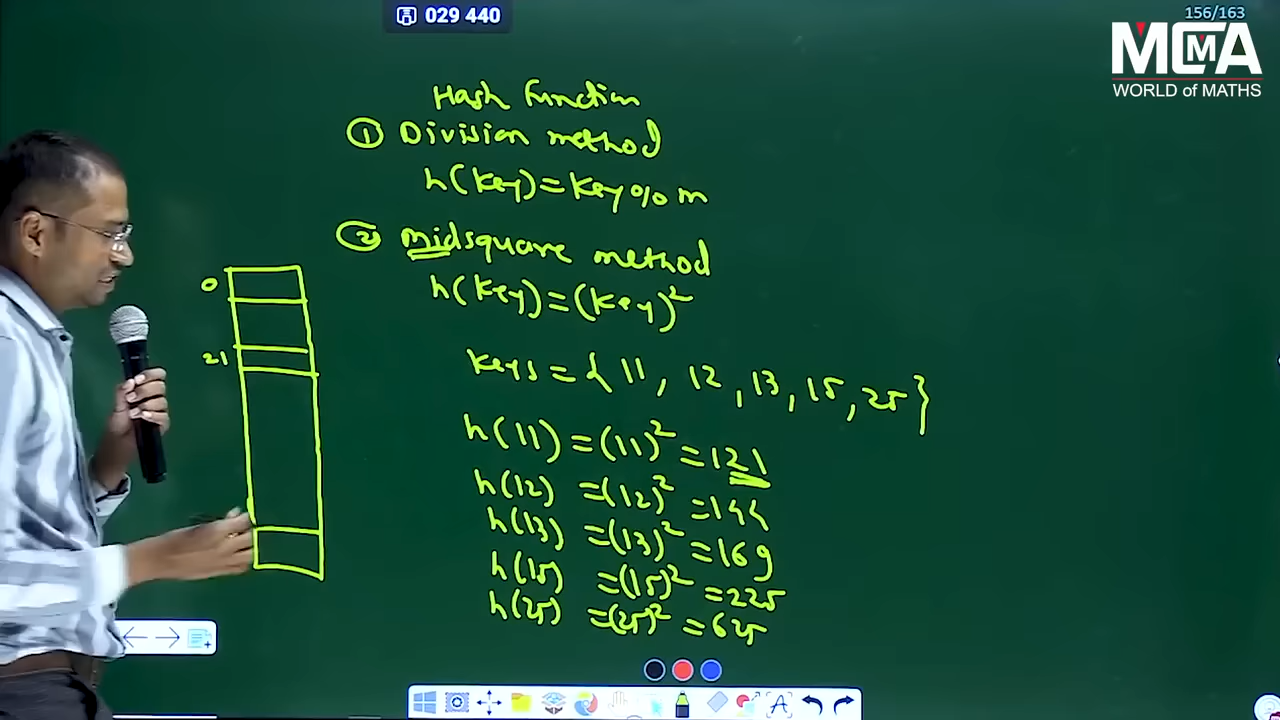 029 440
156/163
MCMA
WORLD of MATHS
Hash Function
① Division method
h(key)=key%m
② midsquare method
h(key)=(key)²
0
21
keys={11, 12, 13, 15, 25}
h(11)=(11)²=121
h(12)=(12)²=144
h(13)=(13)²=169
h(15)=(15)²=225
h(25)=(25)²=625
A